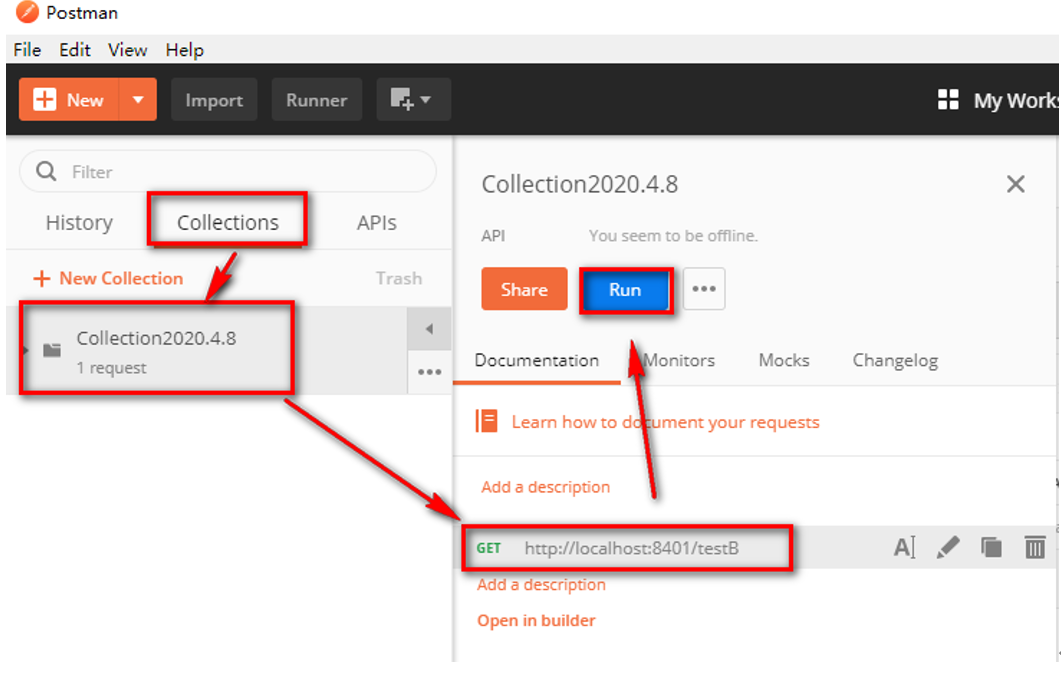 Postman
File Edit View Help
New Import Runner My Works
Filter
History Collections APIs
+ New Collection Trash
Collection2020.4.8
1 request
Collection2020.4.8
API You seem to be offline.
Share Run
Documentation Monitors Mocks Changelog
Learn how to document your requests
Add a description
GET http://localhost:8401/testB
Add a description
Open in builder